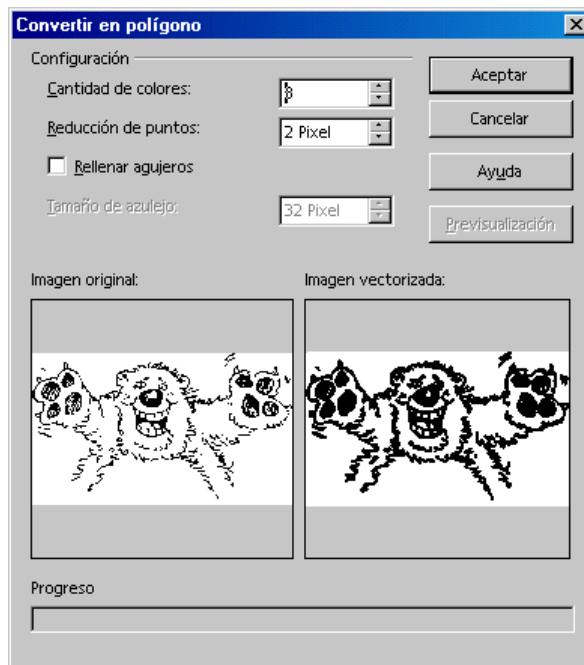 Convertir en polígono
Configuración
Cantidad de colores:
8
Reducción de puntos:
2 Pixel
Rellenar agujeros
Tamaño de azulejo:
32 Pixel
Aceptar
Cancelar
Ayuda
Previsualización
Imagen original:
Imagen vectorizada:
Progreso